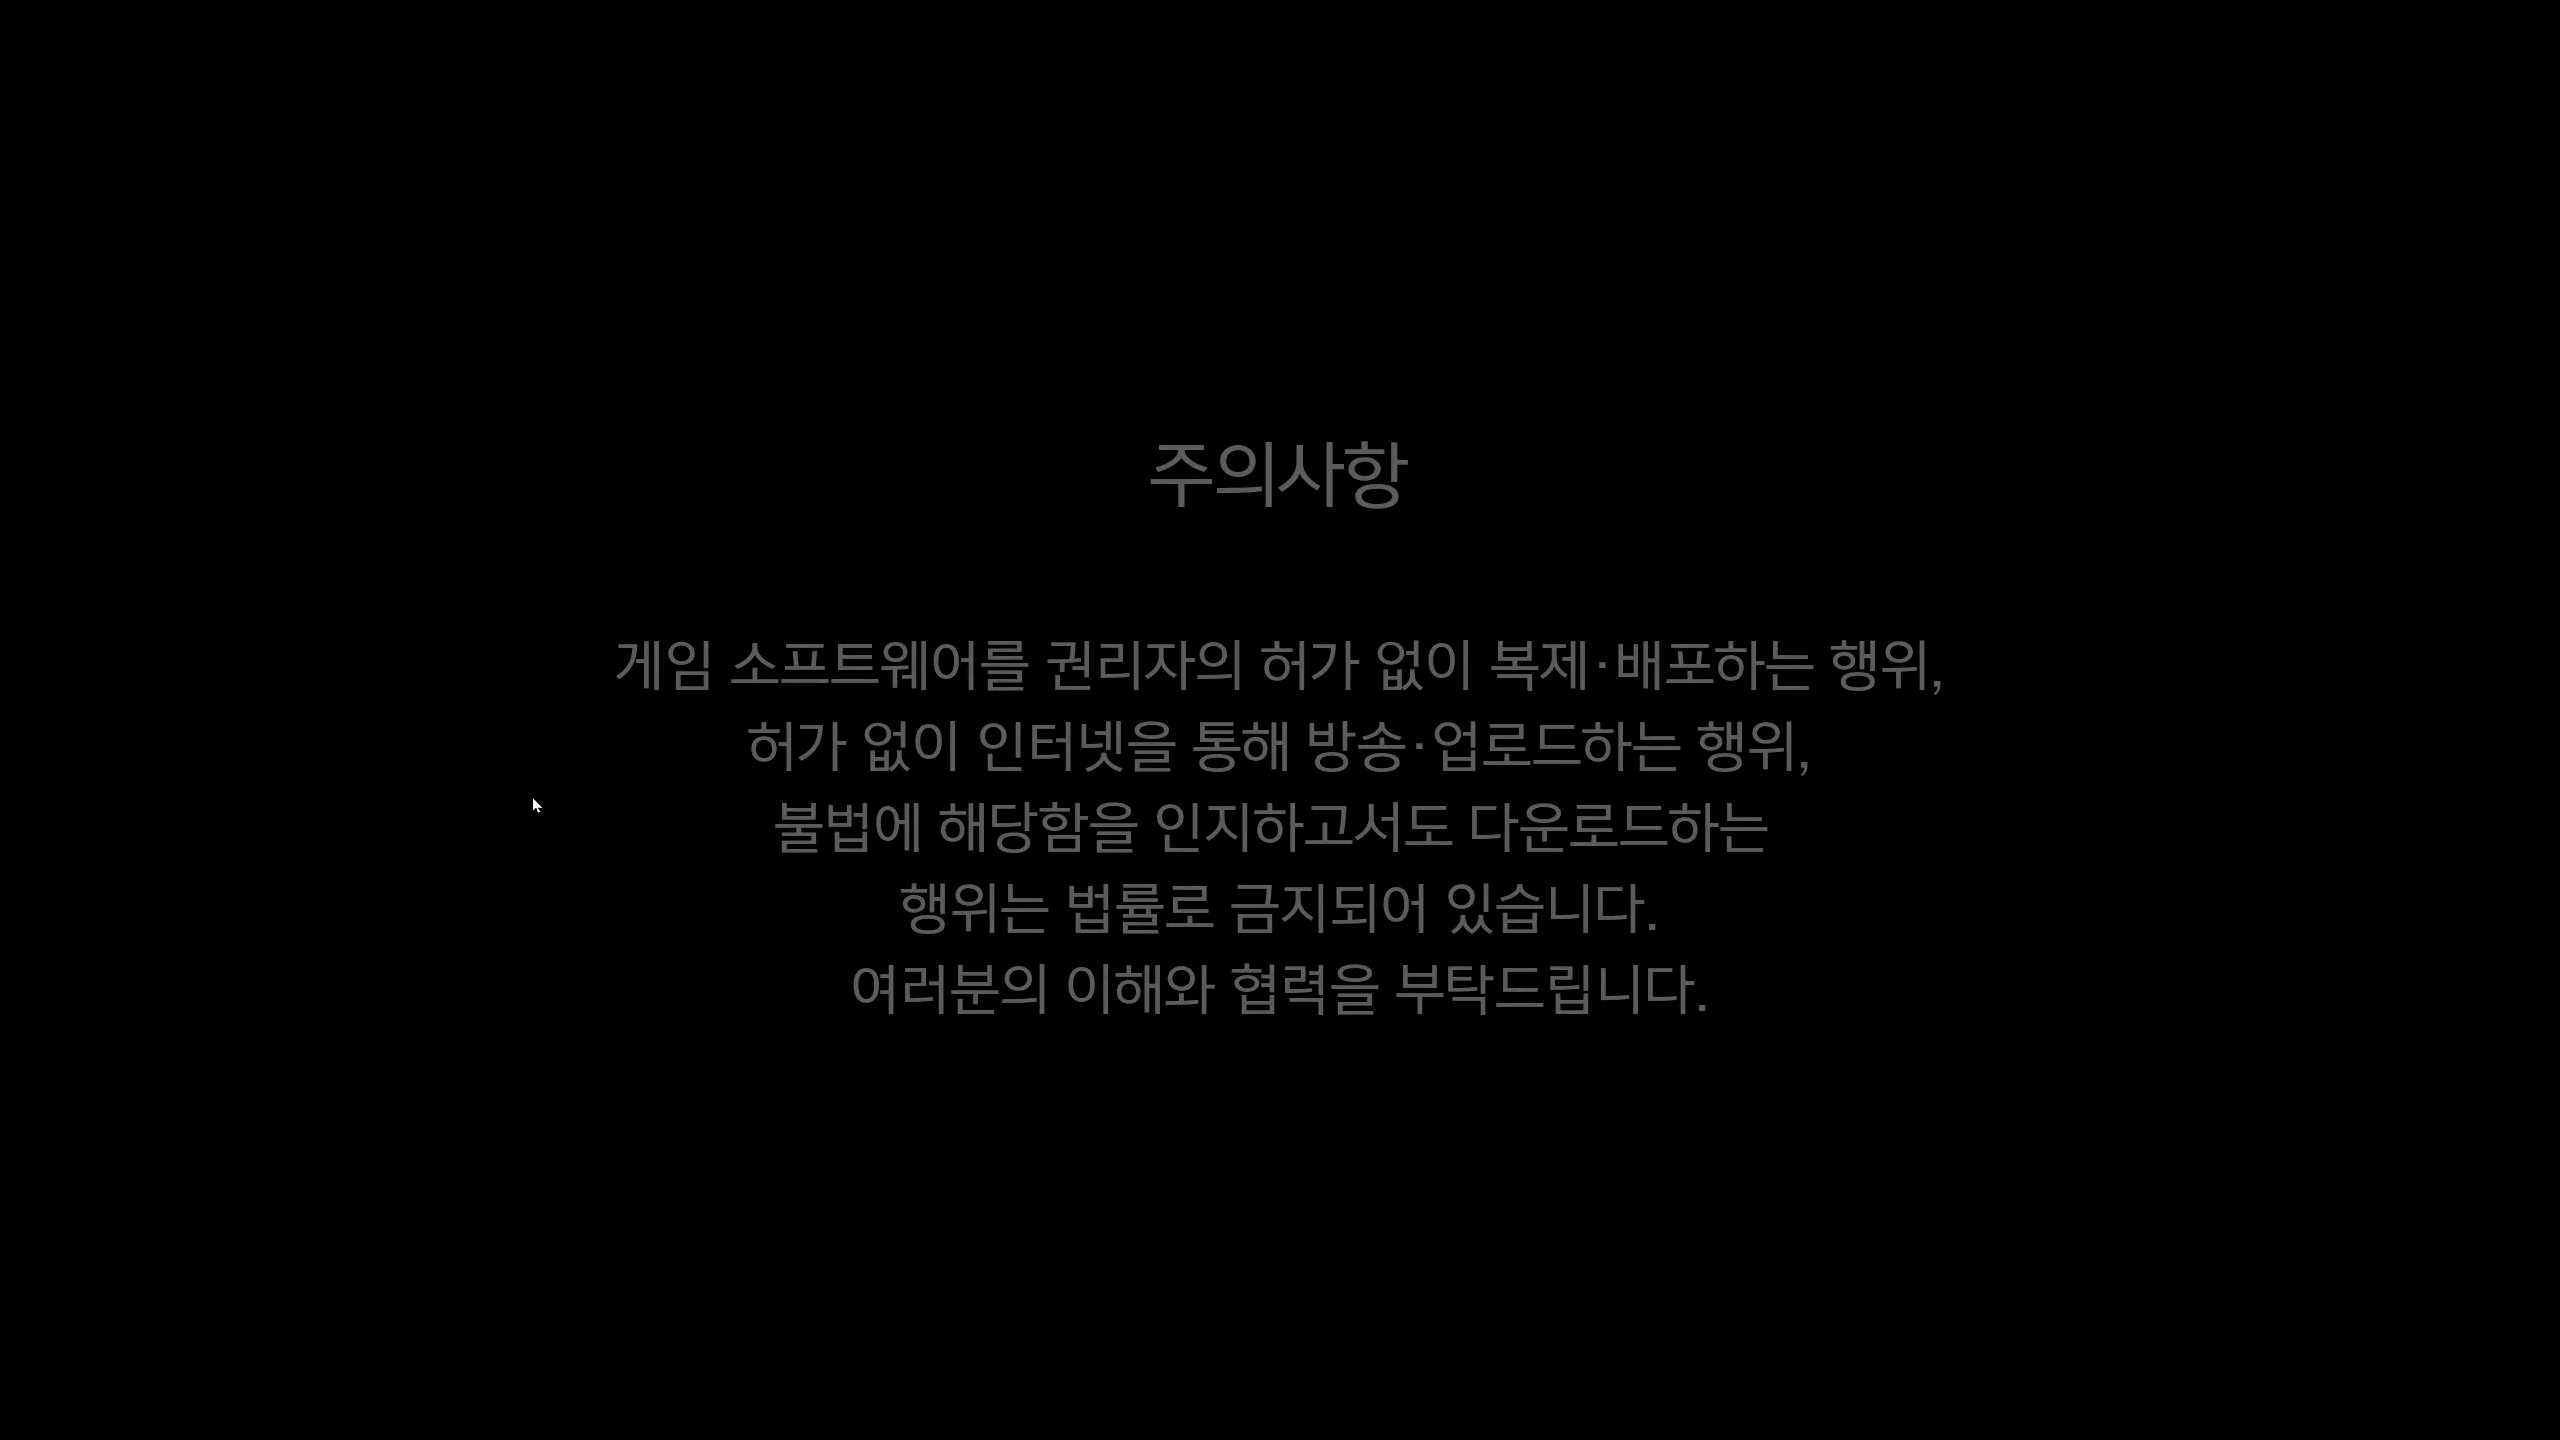 주의사항
게임 소프트웨어를 권리자의 허가 없이 복제·배포하는 행위,
허가 없이 인터넷을 통해 방송·업로드하는 행위,
불법에 해당함을 인지하고서도 다운로드하는
행위는 법률로 금지되어 있습니다.
여러분의 이해와 협력을 부탁드립니다.